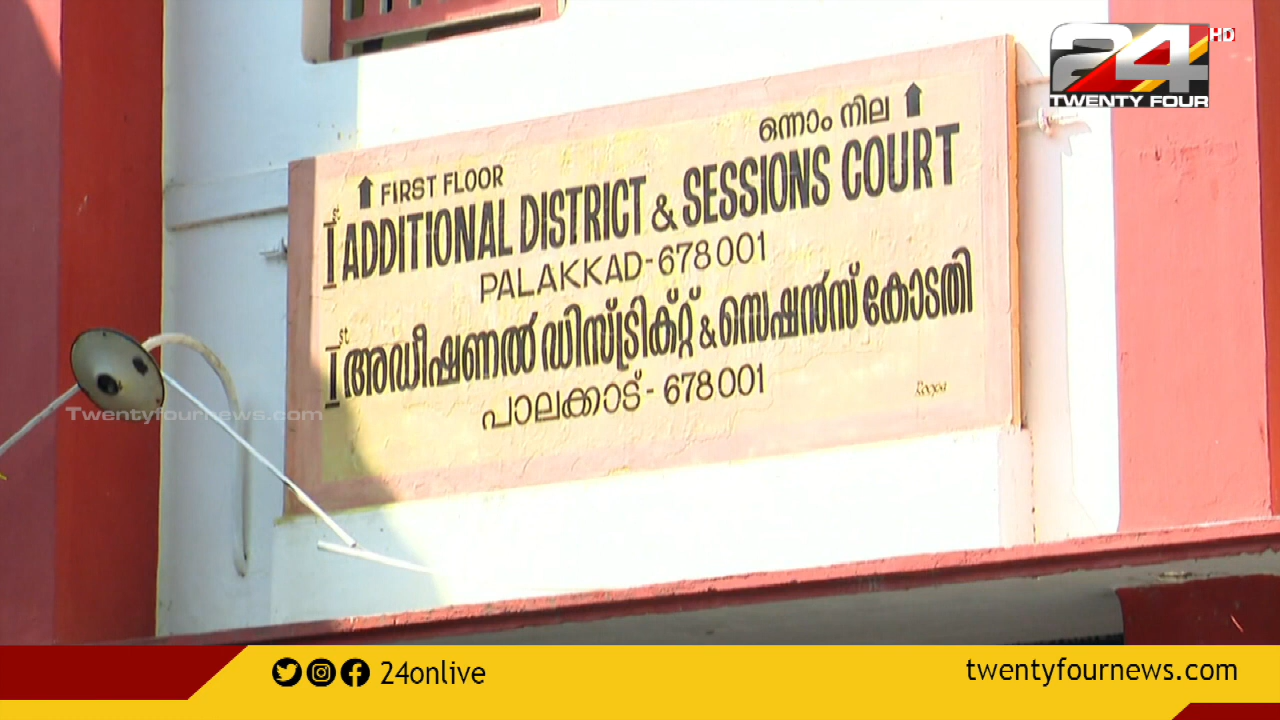 24 HD
TWENTY FOUR
ഒന്നാം നില
FIRST FLOOR
Ist ADDITIONAL DISTRICT & SESSIONS COURT
PALAKKAD-678001
Ist അഡീഷണൽ ഡിസ്ട്രിക്റ്റ് & സെഷൻസ് കോടതി
പാലക്കാട്- 678001
Twentyfournews.com
24onlive
twentyfournews.com